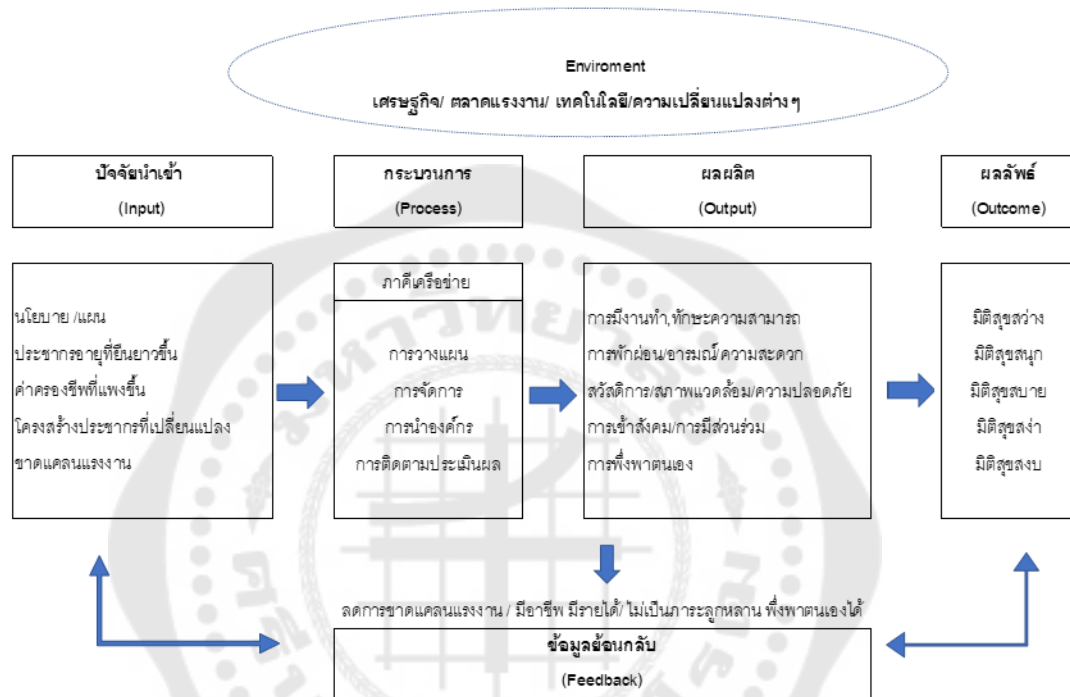 Enviroment
เศรษฐกิจ/ ตลาดแรงงาน/ เทคโนโลยี/ความเปลี่ยนแปลงต่างๆ
ปัจจัยนำเข้า
(Input)
กระบวนการ
(Process)
ผลผลิต
(Output)
ผลลัพธ์
(Outcome)
นโยบาย /แผน
ประชากรอายุที่ยืนยาวขึ้น
ค่าครองชีพที่แพงขึ้น
โครงสร้างประชากรที่เปลี่ยนแปลง
ขาดแคลนแรงงาน
ภาคีเครือข่าย
การวางแผน
การจัดการ
การนำองค์กร
การติดตามประเมินผล
การมีงานทำ,ทักษะความสามารถ
การพักผ่อน/อารมณ์/ความสะดวก
สวัสดิการ/สภาพแวดล้อม/ความปลอดภัย
การเข้าสังคม/การมีส่วนร่วม
การพึ่งพาตนเอง
มิติสุขสว่าง
มิติสุขสนุก
มิติสุขสบาย
มิติสุขสง่า
มิติสุขสงบ
ลดการขาดแคลนแรงงาน / มีอาชีพ มีรายได้/ ไม่เป็นภาระลูกหลาน พึ่งพาตนเองได้
ข้อมูลย้อนกลับ
(Feedback)